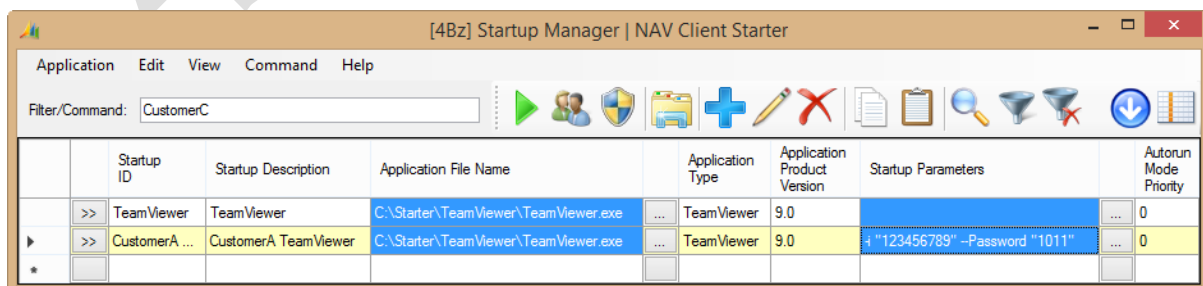 [4Bz] Startup Manager | NAV Client Starter
Application Edit View Command Help
Filter/Command: CustomerC
Startup ID Startup Description Application File Name Application Type Application Product Version Startup Parameters Autorun Mode Priority
>> TeamViewer TeamViewer C:\Starter\TeamViewer\TeamViewer.exe ... TeamViewer 9.0 ... 0
>> CustomerA ... CustomerA TeamViewer C:\Starter\TeamViewer\TeamViewer.exe ... TeamViewer 9.0 -i "123456789" --Password "1011" ... 0